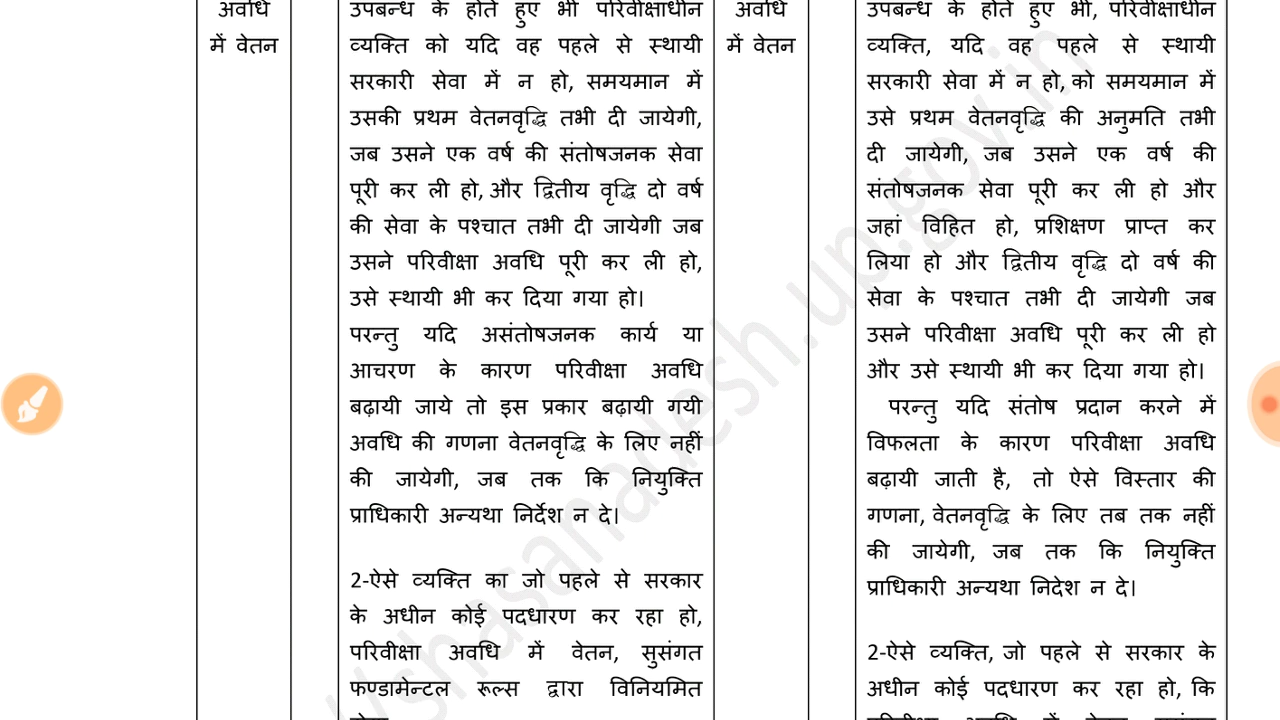 अवधि
में वेतन
उपबन्ध के होते हुए भी परिवीक्षाधीन
व्यक्ति को यदि वह पहले से स्थायी
सरकारी सेवा में न हो, समयमान में
उसकी प्रथम वेतनवृद्धि तभी दी जायेगी,
जब उसने एक वर्ष की संतोषजनक सेवा
पूरी कर ली हो, और द्वितीय वृद्धि दो वर्ष
की सेवा के पश्चात तभी दी जायेगी जब
उसने परिवीक्षा अवधि पूरी कर ली हो,
उसे स्थायी भी कर दिया गया हो।
परन्तु यदि असंतोषजनक कार्य या
आचरण के कारण परिवीक्षा अवधि
बढ़ायी जाये तो इस प्रकार बढ़ायी गयी
अवधि की गणना वेतनवृद्धि के लिए नहीं
की जायेगी, जब तक कि नियुक्ति
प्राधिकारी अन्यथा निर्देश न दे।
2-ऐसे व्यक्ति का जो पहले से सरकार
के अधीन कोई पदधारण कर रहा हो,
परिवीक्षा अवधि में वेतन, सुसंगत
फण्डामेन्टल रूल्स द्वारा विनियमित
अवधि
में वेतन
उपबन्ध के होते हुए भी, परिवीक्षाधीन
व्यक्ति, यदि वह पहले से स्थायी
सरकारी सेवा में न हो, को समयमान में
उसे प्रथम वेतनवृद्धि की अनुमति तभी
दी जायेगी, जब उसने एक वर्ष की
संतोषजनक सेवा पूरी कर ली हो और
जहां विहित हो, प्रशिक्षण प्राप्त कर
लिया हो और द्वितीय वृद्धि दो वर्ष की
सेवा के पश्चात तभी दी जायेगी जब
उसने परिवीक्षा अवधि पूरी कर ली हो
और उसे स्थायी भी कर दिया गया हो।
परन्तु यदि संतोष प्रदान करने में
विफलता के कारण परिवीक्षा अवधि
बढ़ायी जाती है, तो ऐसे विस्तार की
गणना, वेतनवृद्धि के लिए तब तक नहीं
की जायेगी, जब तक कि नियुक्ति
प्राधिकारी अन्यथा निदेश न दे।
2-ऐसे व्यक्ति, जो पहले से सरकार के
अधीन कोई पदधारण कर रहा हो, कि
//shasanadesh.up.gov.in